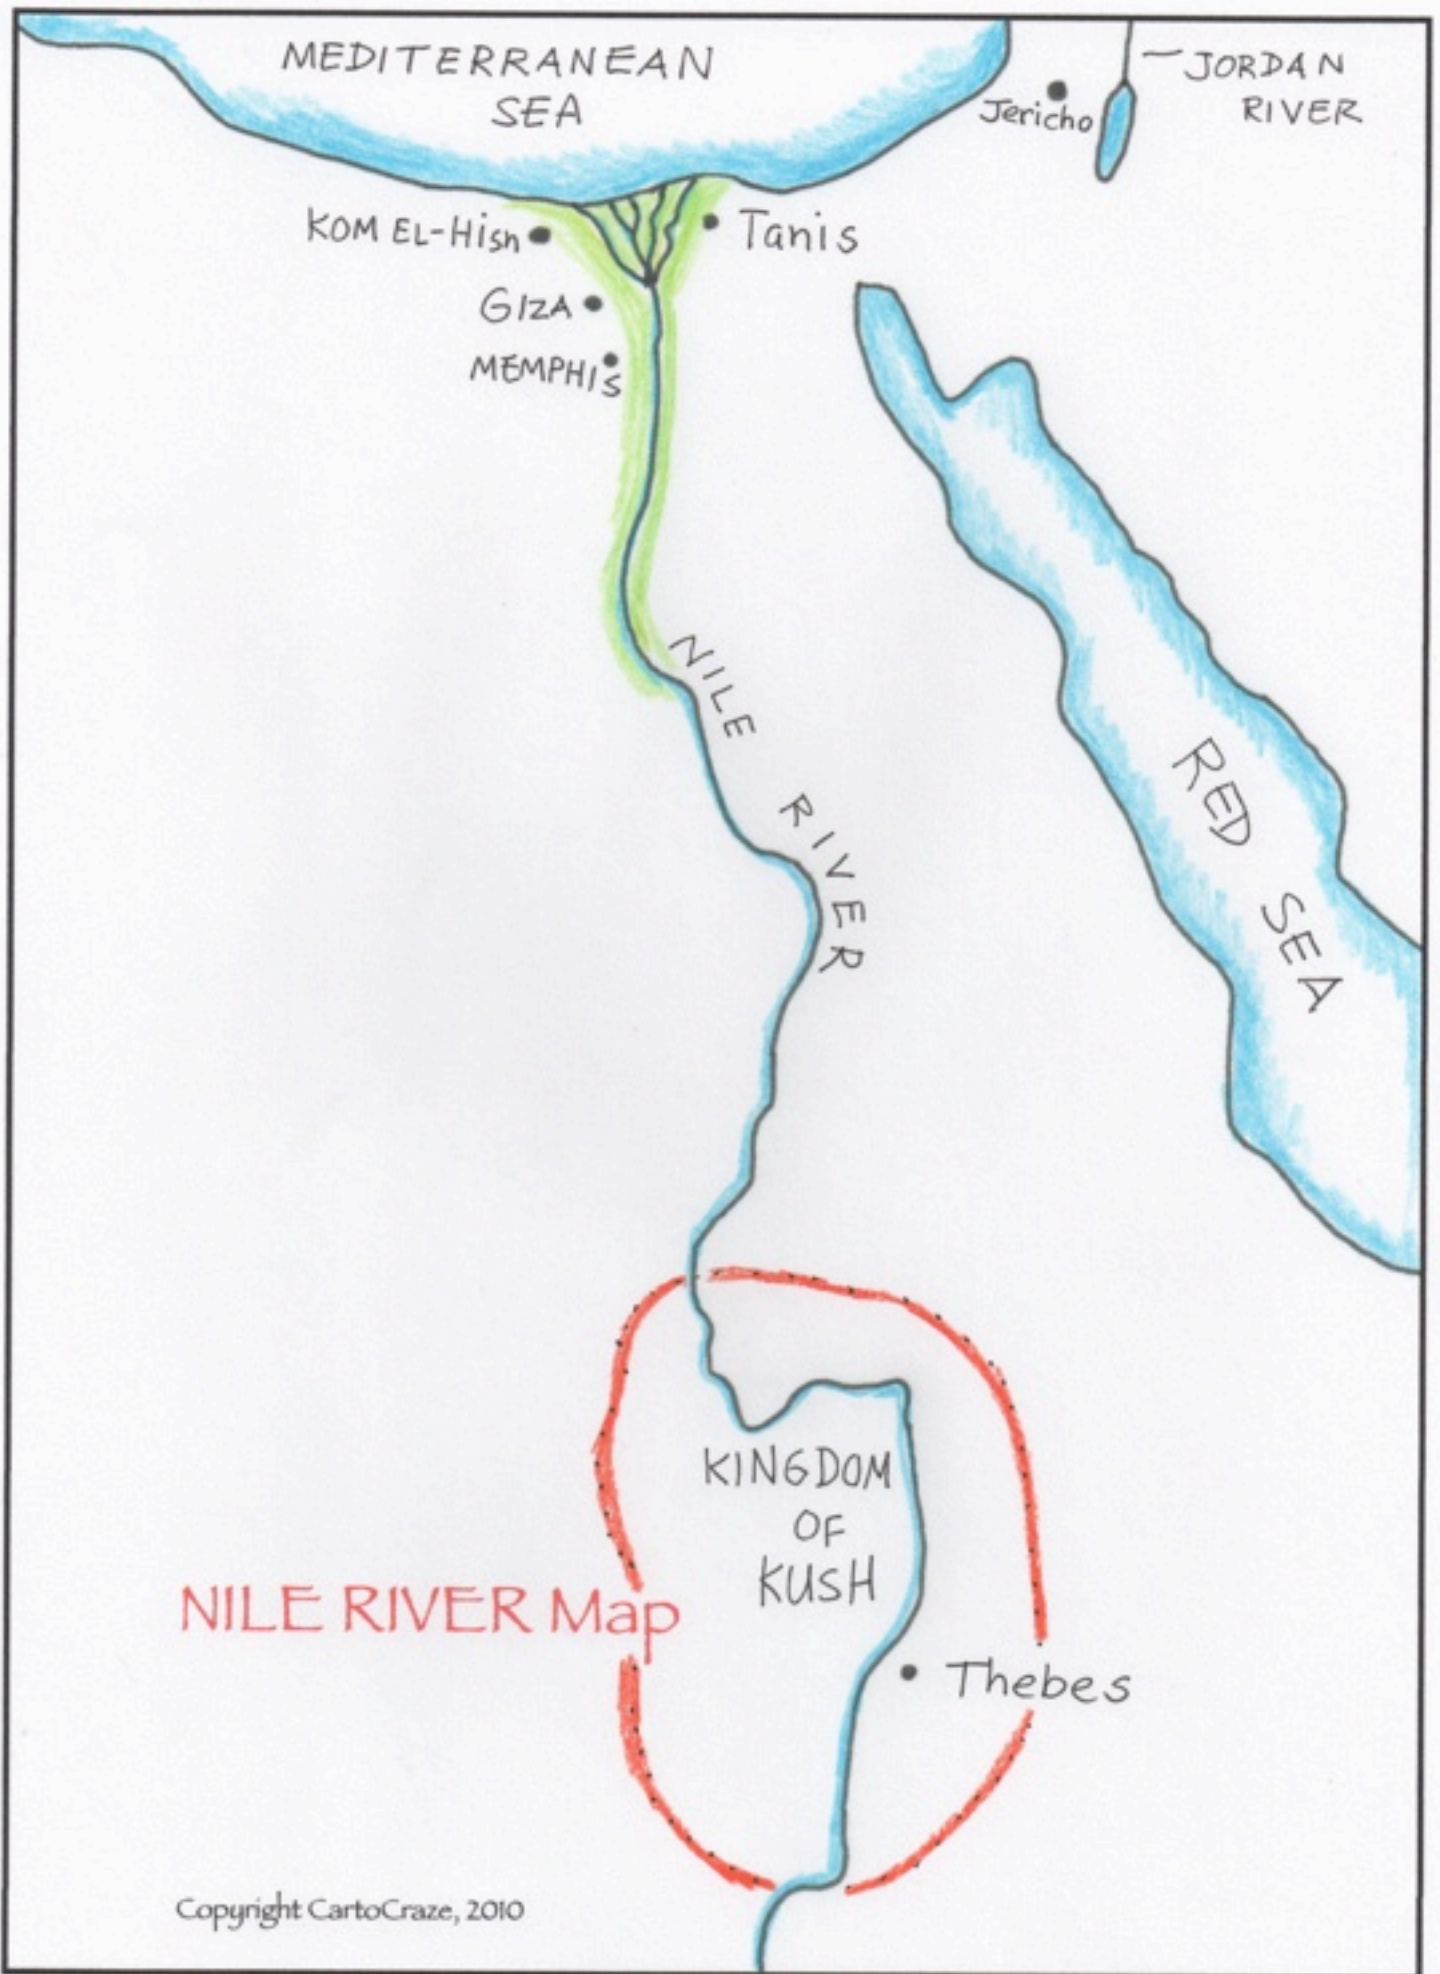 MEDITERRANEAN
SEA
JORDAN
RIVER
Jericho
KOM EL-Hisn
Tanis
GIZA
MEMPHIS
NILE RIVER
RED SEA
KINGDOM
OF
KUSH
NILE RIVER Map
Thebes
Copyright CartoCraze, 2010